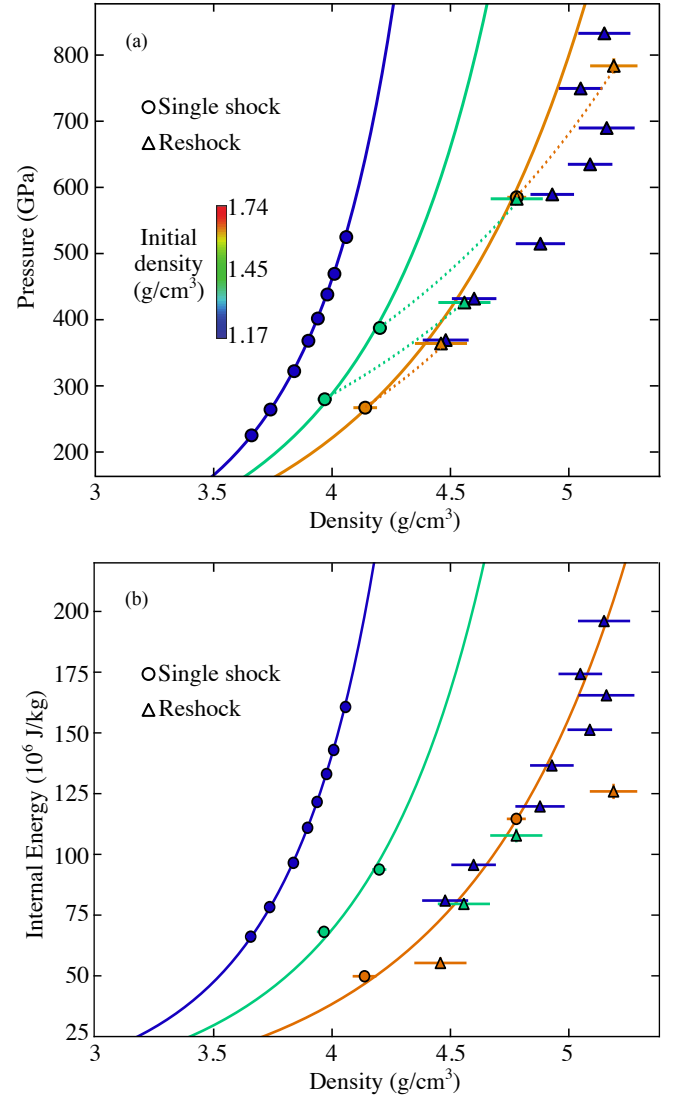 (a)
800
700
600
500
400
300
200
Pressure (GPa)
Single shock
Reshock
Initial
density
(g/cm³)
1.74
1.45
1.17
3
3.5
4
4.5
5
Density (g/cm³)
(b)
200
175
150
125
100
75
50
25
Internal Energy (10⁶ J/kg)
Single shock
Reshock
3
3.5
4
4.5
5
Density (g/cm³)